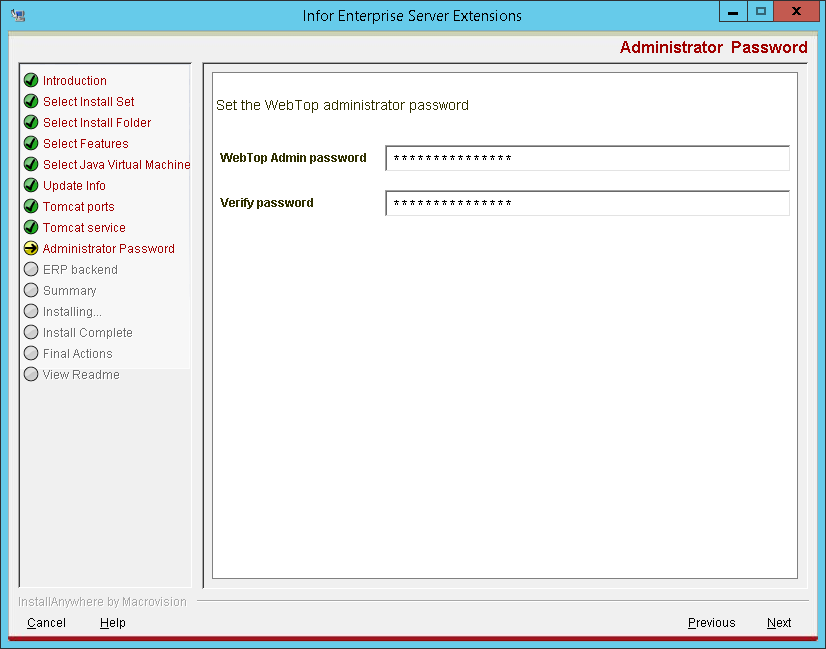 Infor Enterprise Server Extensions
Administrator Password
Introduction
Select Install Set
Select Install Folder
Select Features
Select Java Virtual Machine
Update Info
Tomcat ports
Tomcat service
Administrator Password
ERP backend
Summary
Installing...
Install Complete
Final Actions
View Readme
Set the WebTop administrator password
WebTop Admin password ***************
Verify password ***************
InstallAnywhere by Macrovision
Cancel Help Previous Next